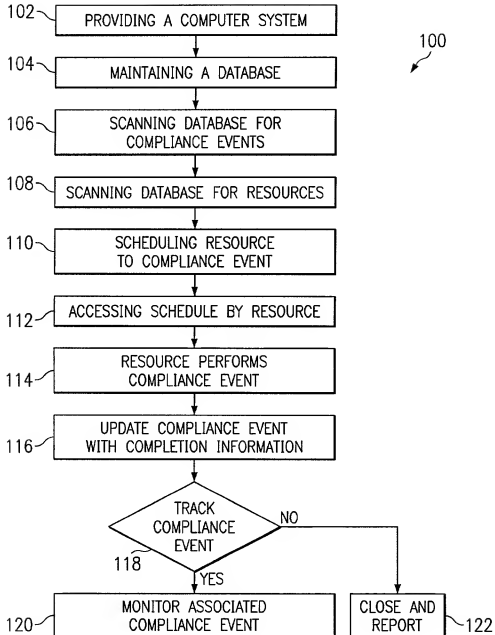 102
PROVIDING A COMPUTER SYSTEM
100
104
MAINTAINING A DATABASE
106
SCANNING DATABASE FOR
COMPLIANCE EVENTS
108
SCANNING DATABASE FOR RESOURCES
110
SCHEDULING RESOURCE
TO COMPLIANCE EVENT
112
ACCESSING SCHEDULE BY RESOURCE
114
RESOURCE PERFORMS
COMPLIANCE EVENT
116
UPDATE COMPLIANCE EVENT
WITH COMPLETION INFORMATION
TRACK
COMPLIANCE
EVENT
118
NO
YES
120
MONITOR ASSOCIATED
COMPLIANCE EVENT
CLOSE AND
REPORT
122